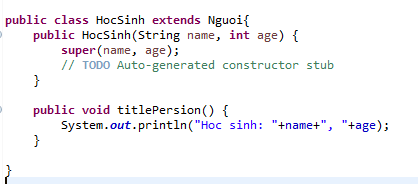 public class HocSinh extends Nguoi{
public HocSinh(String name, int age) {
super(name, age);
// TODO Auto-generated constructor stub
}
public void titlePersion() {
System.out.println("Hoc sinh: "+name+", "+age);
}
}